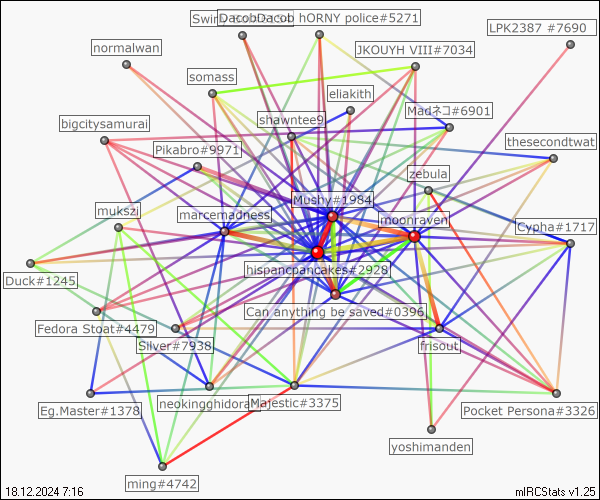 DacobDacob hORNY police#5271
LPK2387 #7690
normalwan
JKOUYH VIII#7034
somass
eliakith
Madネコ#6901
bigcitysamurai
shawntee9
thesecondtwat
Pikabro#9971
zebula
Mushy#1984
mukszi
marcemadness
moonraven
Cypha#1717
hispancpancakes#2928
Duck#1245
Can anything be saved#0396
Fedora Stoat#4479
Silver#7938
frisout
Eg.Master#1378
neokingghidora
Majestic#3375
Pocket Persona#3326
yoshimanden
ming#4742
18.12.2024 7:16
mIRCStats v1.25